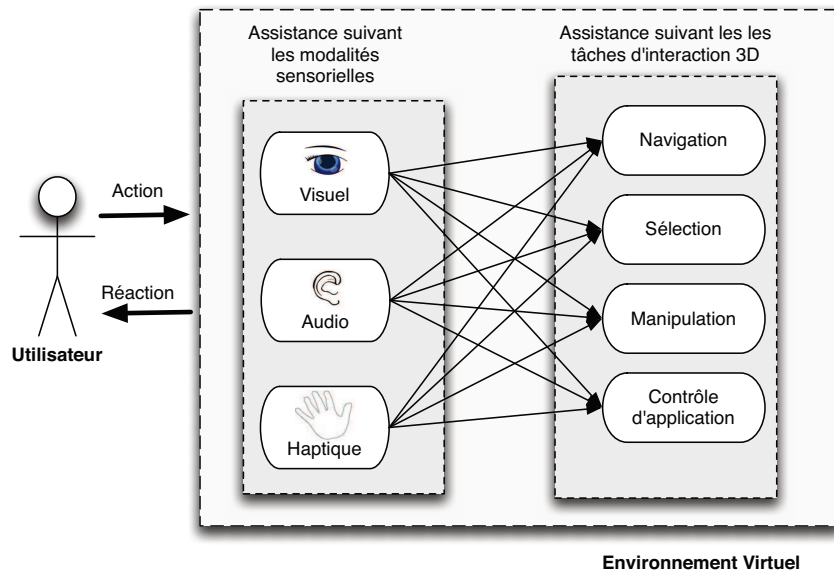 Assistance suivant
les modalités
sensorielles
Assistance suivant les les
tâches d'interaction 3D
Visuel
Audio
Haptique
Navigation
Sélection
Manipulation
Contrôle
d'application
Action
Réaction
Utilisateur
Environnement Virtuel